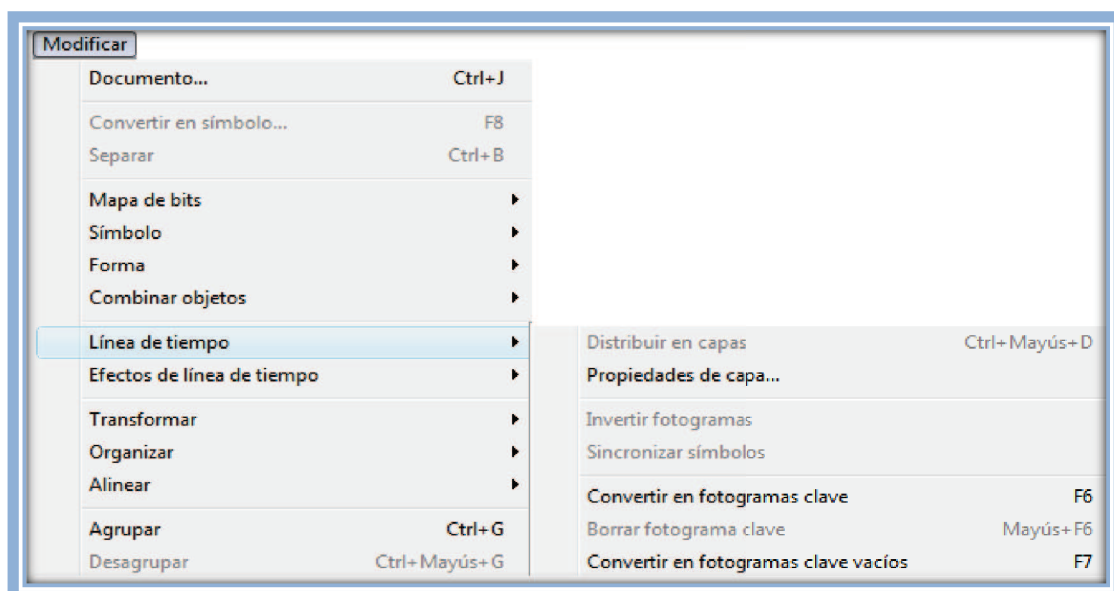 Modificar
Documento... Ctrl+J
Convertir en símbolo... F8
Separar Ctrl+B
Mapa de bits
Símbolo
Forma
Combinar objetos
Línea de tiempo
Efectos de línea de tiempo
Transformar
Organizar
Alinear
Agrupar Ctrl+G
Desagrupar Ctrl+Mayús+G
Distribuir en capas Ctrl+Mayús+D
Propiedades de capa...
Invertir fotogramas
Sincronizar símbolos
Convertir en fotogramas clave F6
Borrar fotograma clave Mayús+F6
Convertir en fotogramas clave vacíos F7